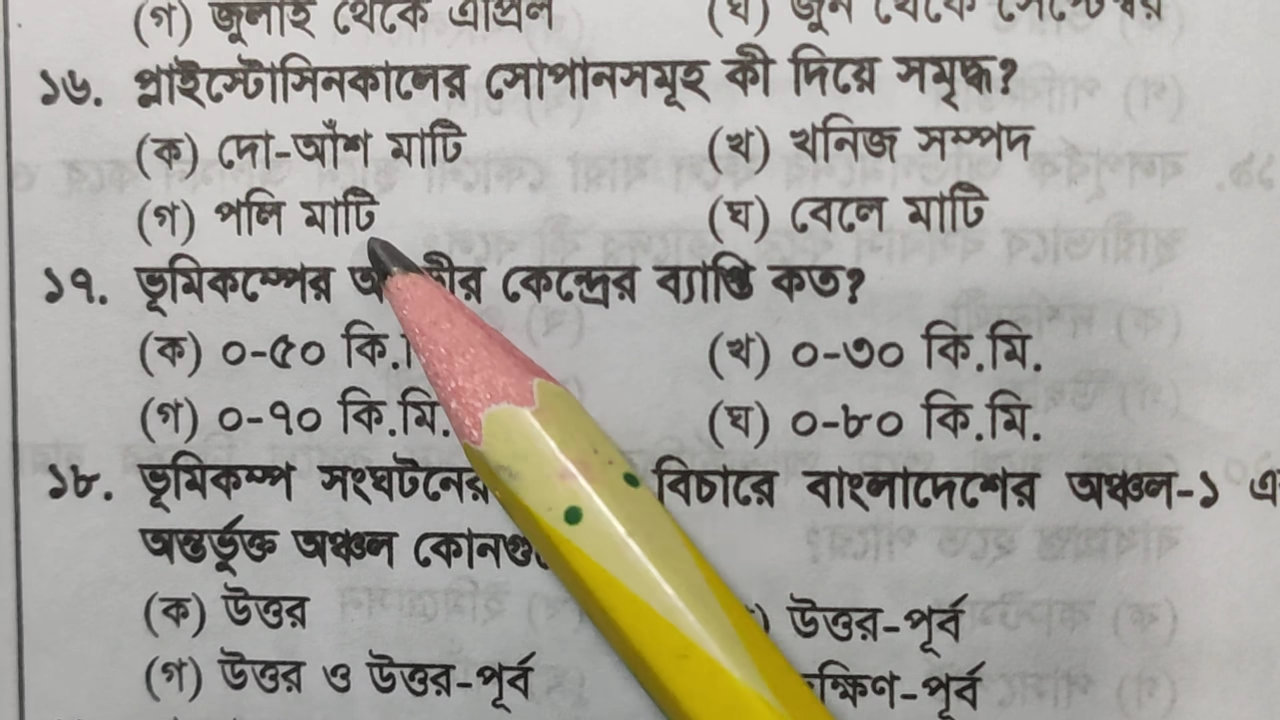 (গ) জুলাই থেকে এপ্রিল (ঘ) জুন থেকে সেপ্টেম্বর
১৬. প্লাইস্টোসিনকালের সোপানসমূহ কী দিয়ে সমৃদ্ধ?
(ক) দো-আঁশ মাটি (খ) খনিজ সম্পদ
(গ) পলি মাটি (ঘ) বেলে মাটি
১৭. ভূমিকম্পের কেন্দ্রের ব্যাপ্তি কত?
(ক) ০-৫০ কি. (খ) ০-৩০ কি.মি.
(গ) ০-৭০ কি.মি. (ঘ) ০-৮০ কি.মি.
১৮. ভূমিকম্প সংঘটনের বিচারে বাংলাদেশের অঞ্চল-১
অন্তর্ভুক্ত অঞ্চল
(ক) উত্তর উত্তর-পূর্ব
(গ) উত্তর ও উত্তর-পূর্ব ক্ষিণ-পূর্ব